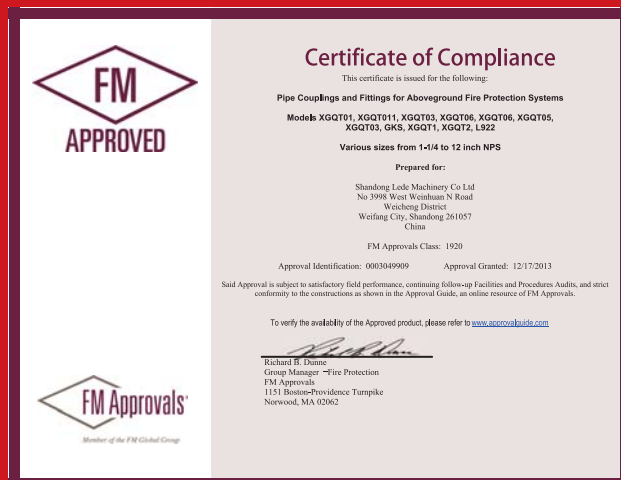 FM
APPROVED
Certificate of Compliance
This certificate is issued for the following:
Pipe Couplings and Fittings for Aboveground Fire Protection Systems
Models XGQT01, XGQT011, XGQT03, XGQT06, XGQT06, XGQT05,
XGQT03, GKS, XGQT1, XGQT2, L922
Various sizes from 1-1/4 to 12 inch NPS
Prepared for:
Shandong Lede Machinery Co Ltd
No 3998 West Weinhuan N Road
Weicheng District
Weifang City, Shandong 261057
China
FM Approvals Class: 1920
Approval Identification: 0003049909 Approval Granted: 12/17/2013
Said Approval is subject to satisfactory field performance, continuing follow-up Facilities and Procedures Audits, and strict
conformity to the constructions as shown in the Approval Guide, an online resource of FM Approvals.
To verify the availability of the Approved product, please refer to www.approvalguide.com
Richard B. Dunne
Group Manager –Fire Protection
FM Approvals
1151 Boston-Providence Turnpike
Norwood, MA 02062
FM Approvals
Member of the FM Global Group